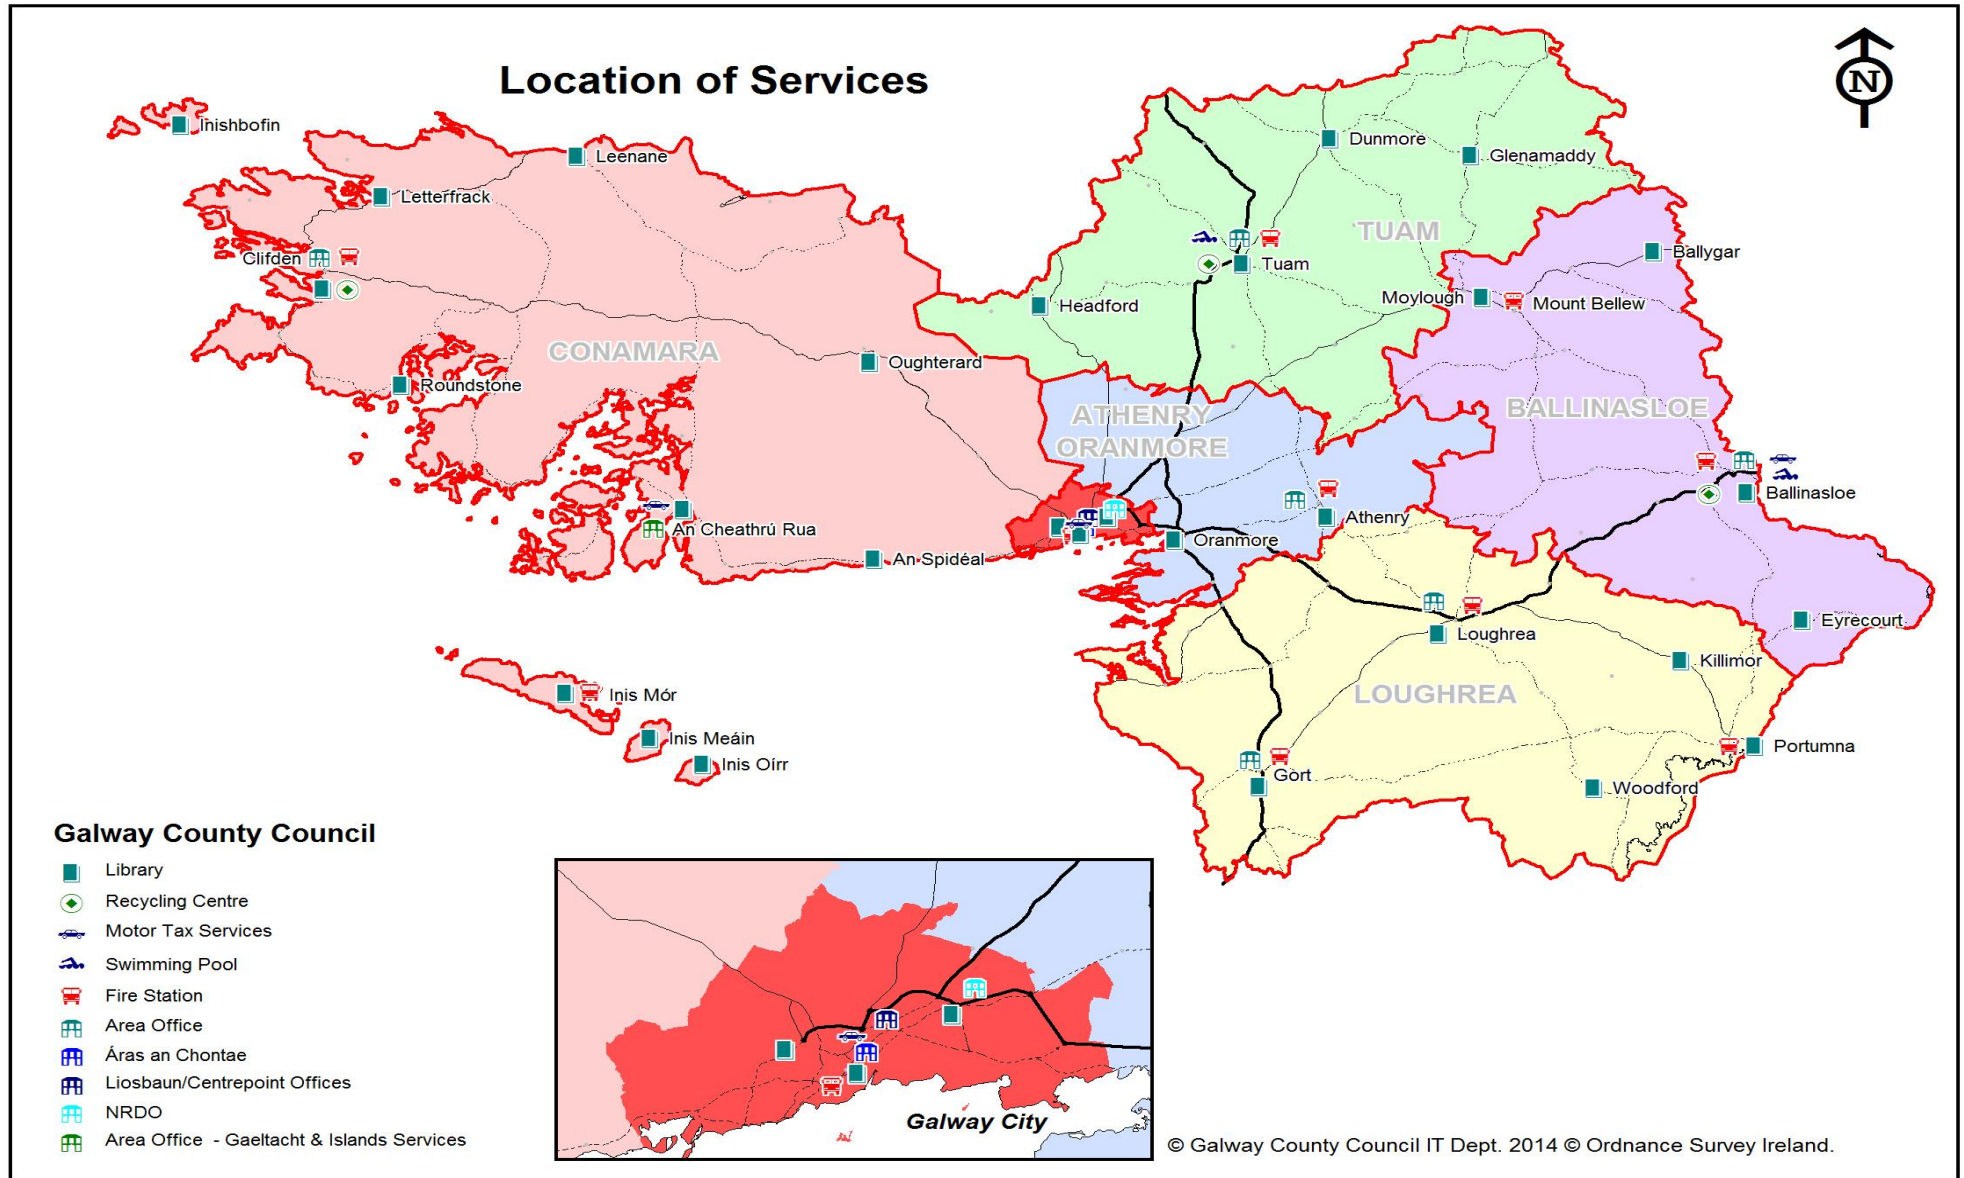 Location of Services
N
Inishbofin
Leenane
Letterfrack
Clifden
CONAMARA
Roundstone
Oughterard
An Cheathrú Rua
An Spidéal
Inis Mór
Inis Meáin
Inis Oírr
Dunmore
Glenamaddy
TUAM
Tuam
Headford
Ballygar
Moylough
Mount Bellew
BALLINASLOE
Ballinasloe
Eyrecourt
ATHENRY
ORANMORE
Athenry
Oranmore
Loughrea
Killimor
LOUGHREA
Portumna
Gort
Woodford
Galway County Council
Library
Recycling Centre
Motor Tax Services
Swimming Pool
Fire Station
Area Office
Áras an Chontae
Liosbaun/Centrepoint Offices
NRDO
Area Office - Gaeltacht & Islands Services
Galway City
© Galway County Council IT Dept. 2014 © Ordnance Survey Ireland.